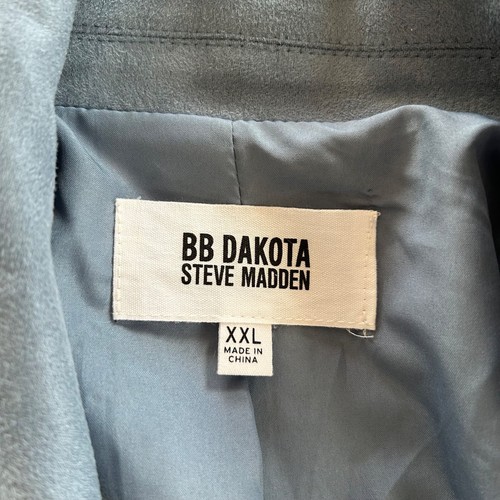 BB DAKOTA
STEVE MADDEN
XXL
MADE IN
CHINA